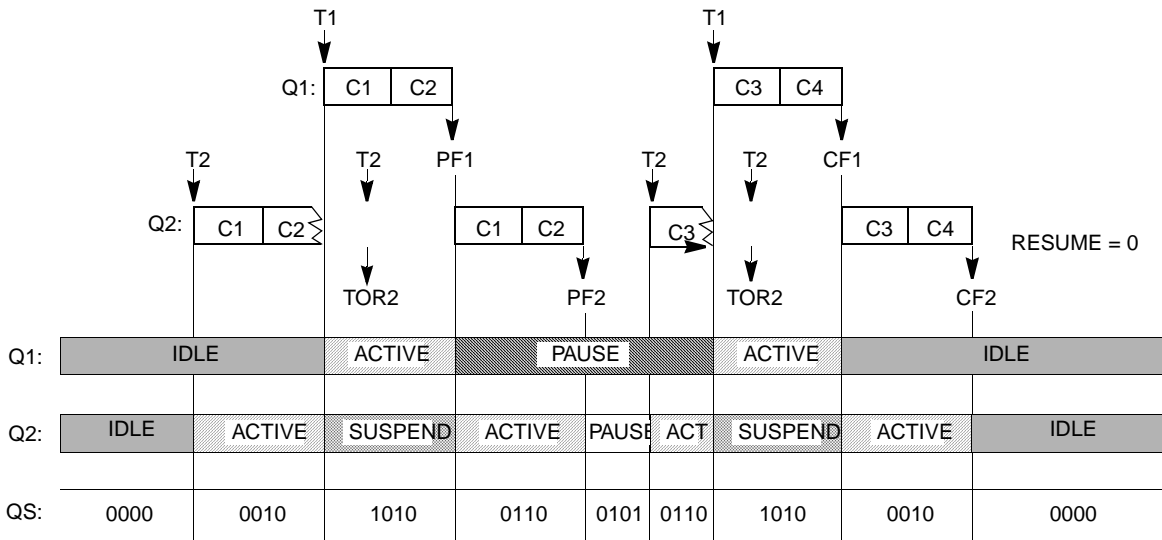 T1 T1
Q1: C1 C2 C3 C4
T2 T2 PF1 T2 T2 CF1
Q2: C1 C2 C1 C2 C3 C3 C4
RESUME = 0
TOR2 PF2 TOR2 CF2
Q1: IDLE ACTIVE PAUSE ACTIVE IDLE
Q2: IDLE ACTIVE SUSPEND ACTIVE PAUSE ACT SUSPEND ACTIVE IDLE
QS: 0000 0010 1010 0110 0101 0110 1010 0010 0000